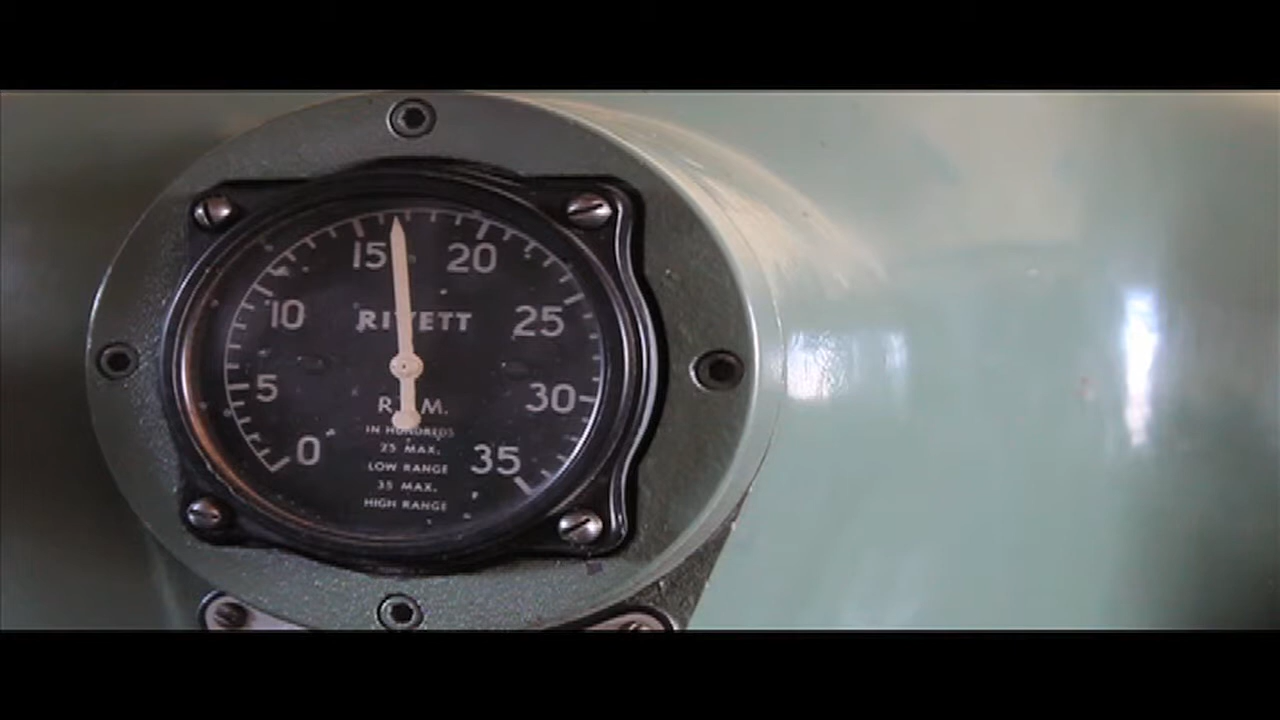 15 20
10 25
RIVETT
5 30
R.P.M.
IN HUNDREDS
0 35
25 MAX.
LOW RANGE
35 MAX.
HIGH RANGE